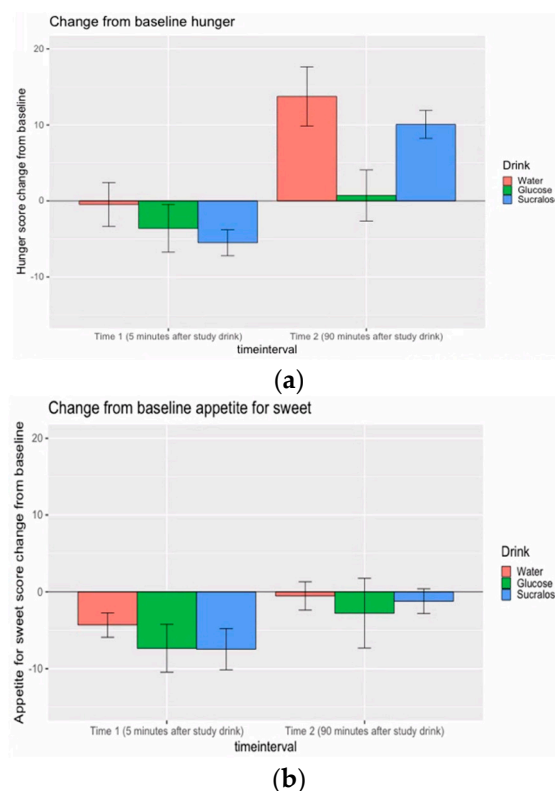 Change from baseline hunger
20
10
0
-10
Hunger score change from baseline
Drink
Water
Glucose
Sucralos
Time 1 (5 minutes after study drink)
Time 2 (90 minutes after study drink)
timeinterval
(a)
Change from baseline appetite for sweet
20
10
0
-10
Appetite for sweet score change from baseline
Drink
Water
Glucose
Sucralos
Time 1 (5 minutes after study drink)
Time 2 (90 minutes after study drink)
timeinterval
(b)